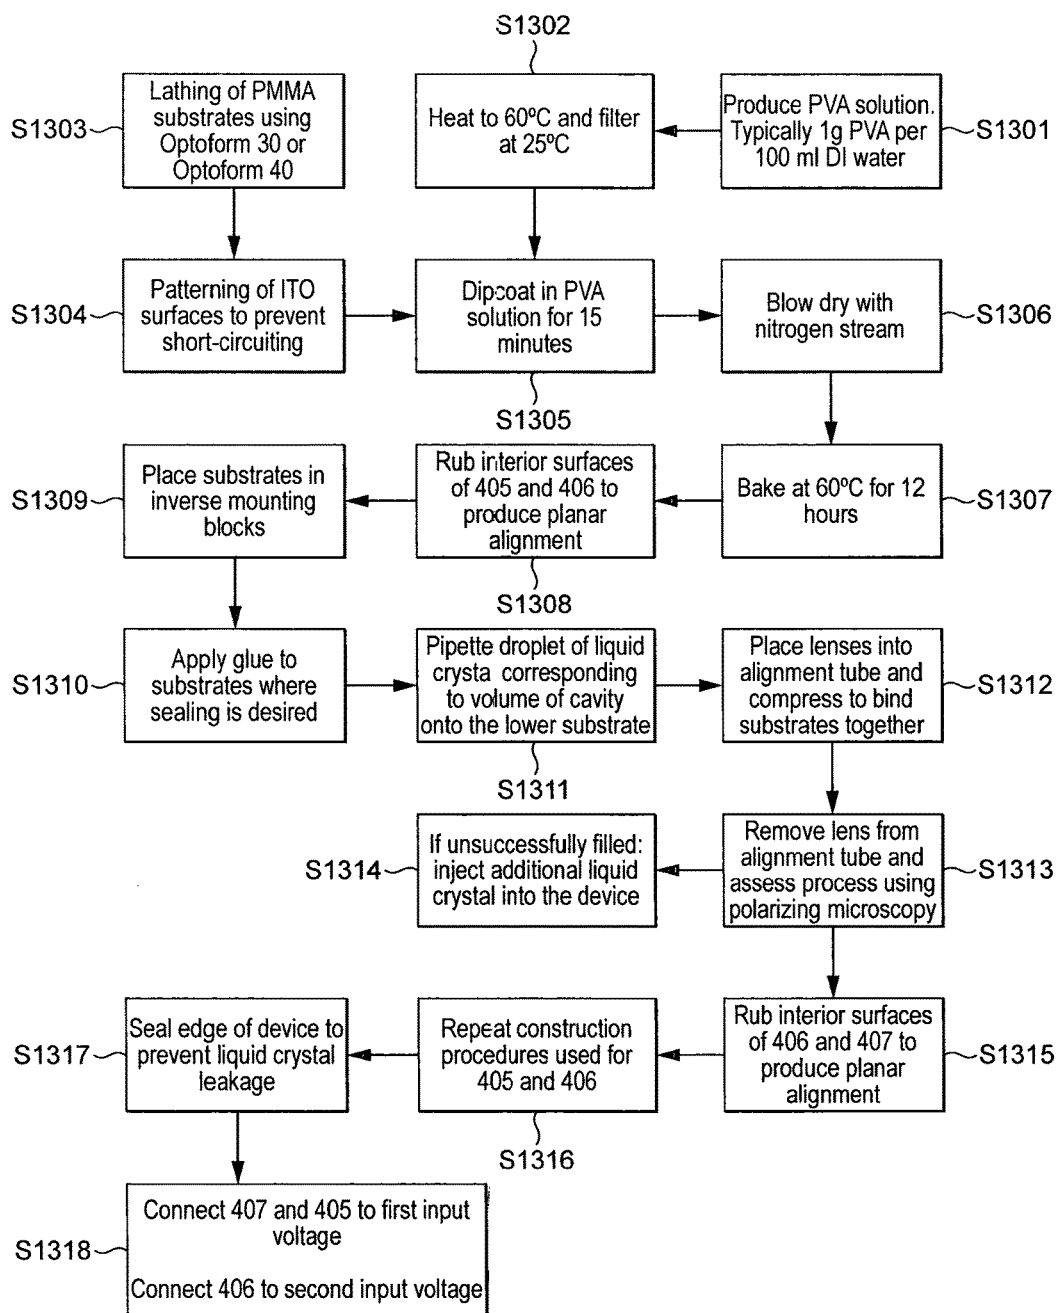 S1302
S1303
Lathing of PMMA
substrates using
Optoform 30 or
Optoform 40
Heat to 60ºC and filter
at 25ºC
Produce PVA solution.
Typically 1g PVA per
100 ml DI water
S1301
S1304
Patterning of ITO
surfaces to prevent
short-circuiting
Dipcoat in PVA
solution for 15
minutes
Blow dry with
nitrogen stream
S1306
S1305
S1309
Place substrates in
inverse mounting
blocks
Rub interior surfaces
of 405 and 406 to
produce planar
alignment
Bake at 60ºC for 12
hours
S1307
S1308
S1310
Apply glue to
substrates where
sealing is desired
Pipette droplet of liquid
crysta corresponding
to volume of cavity
onto the lower substrate
Place lenses into
alignment tube and
compress to bind
substrates together
S1312
S1311
S1314
If unsuccessfully filled:
inject additional liquid
crystal into the device
Remove lens from
alignment tube and
assess process using
polarizing microscopy
S1313
S1317
Seal edge of device to
prevent liquid crystal
leakage
Repeat construction
procedures used for
405 and 406
Rub interior surfaces
of 406 and 407 to
produce planar
alignment
S1315
S1316
S1318
Connect 407 and 405 to first input
voltage
Connect 406 to second input voltage